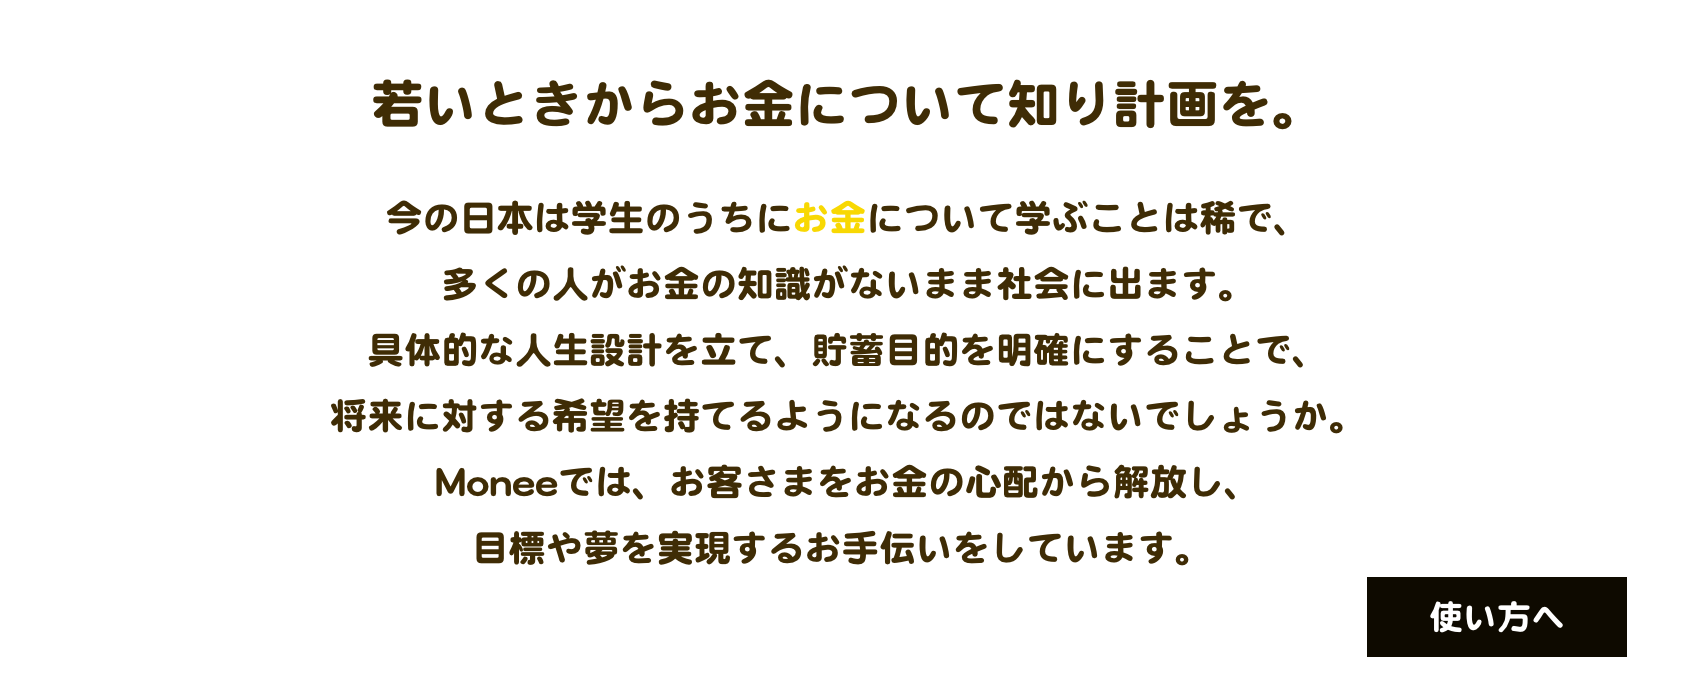 若いときからお金について知り計画を。
今の日本は学生のうちにお金について学ぶことは稀で、
多くの人がお金の知識がないまま社会に出ます。
具体的な人生設計を立て、貯蓄目的を明確にすることで、
将来に対する希望を持てるようになるのではないでしょうか。
Moneeでは、お客さまをお金の心配から解放し、
目標や夢を実現するお手伝いをしています。
使い方へ